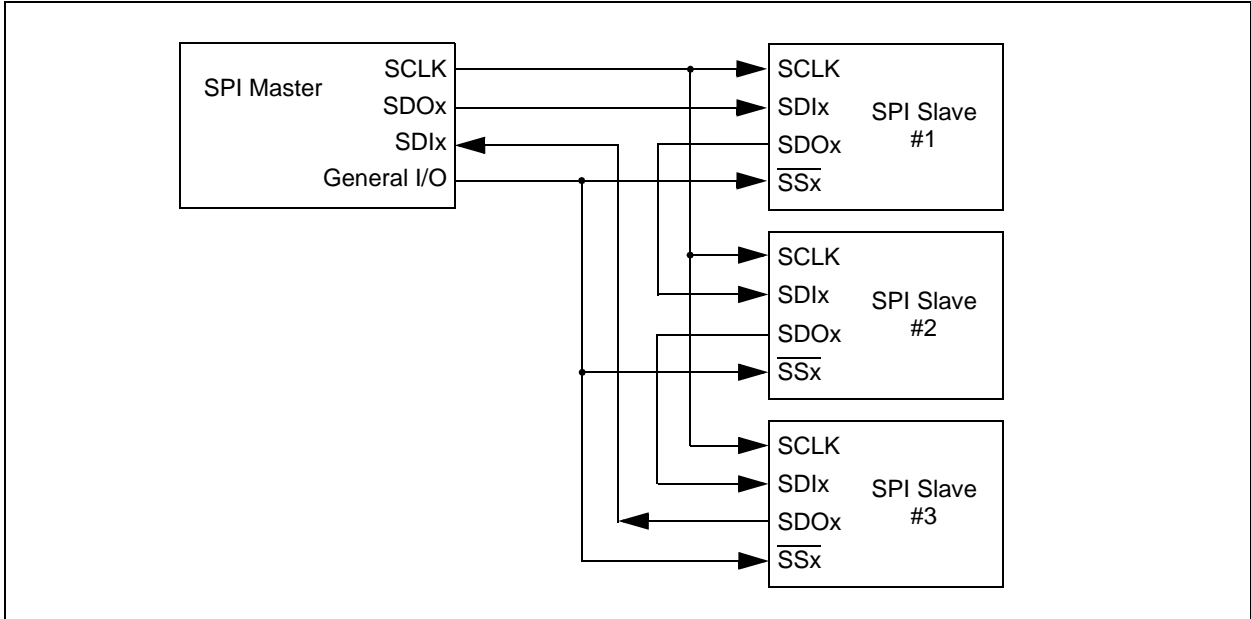 SPI Master
SCLK
SDOx
SDIx
General I/O
SCLK
SDIx
SDOx
SSx
SPI Slave
#1
SCLK
SDIx
SDOx
SSx
SPI Slave
#2
SCLK
SDIx
SDOx
SSx
SPI Slave
#3